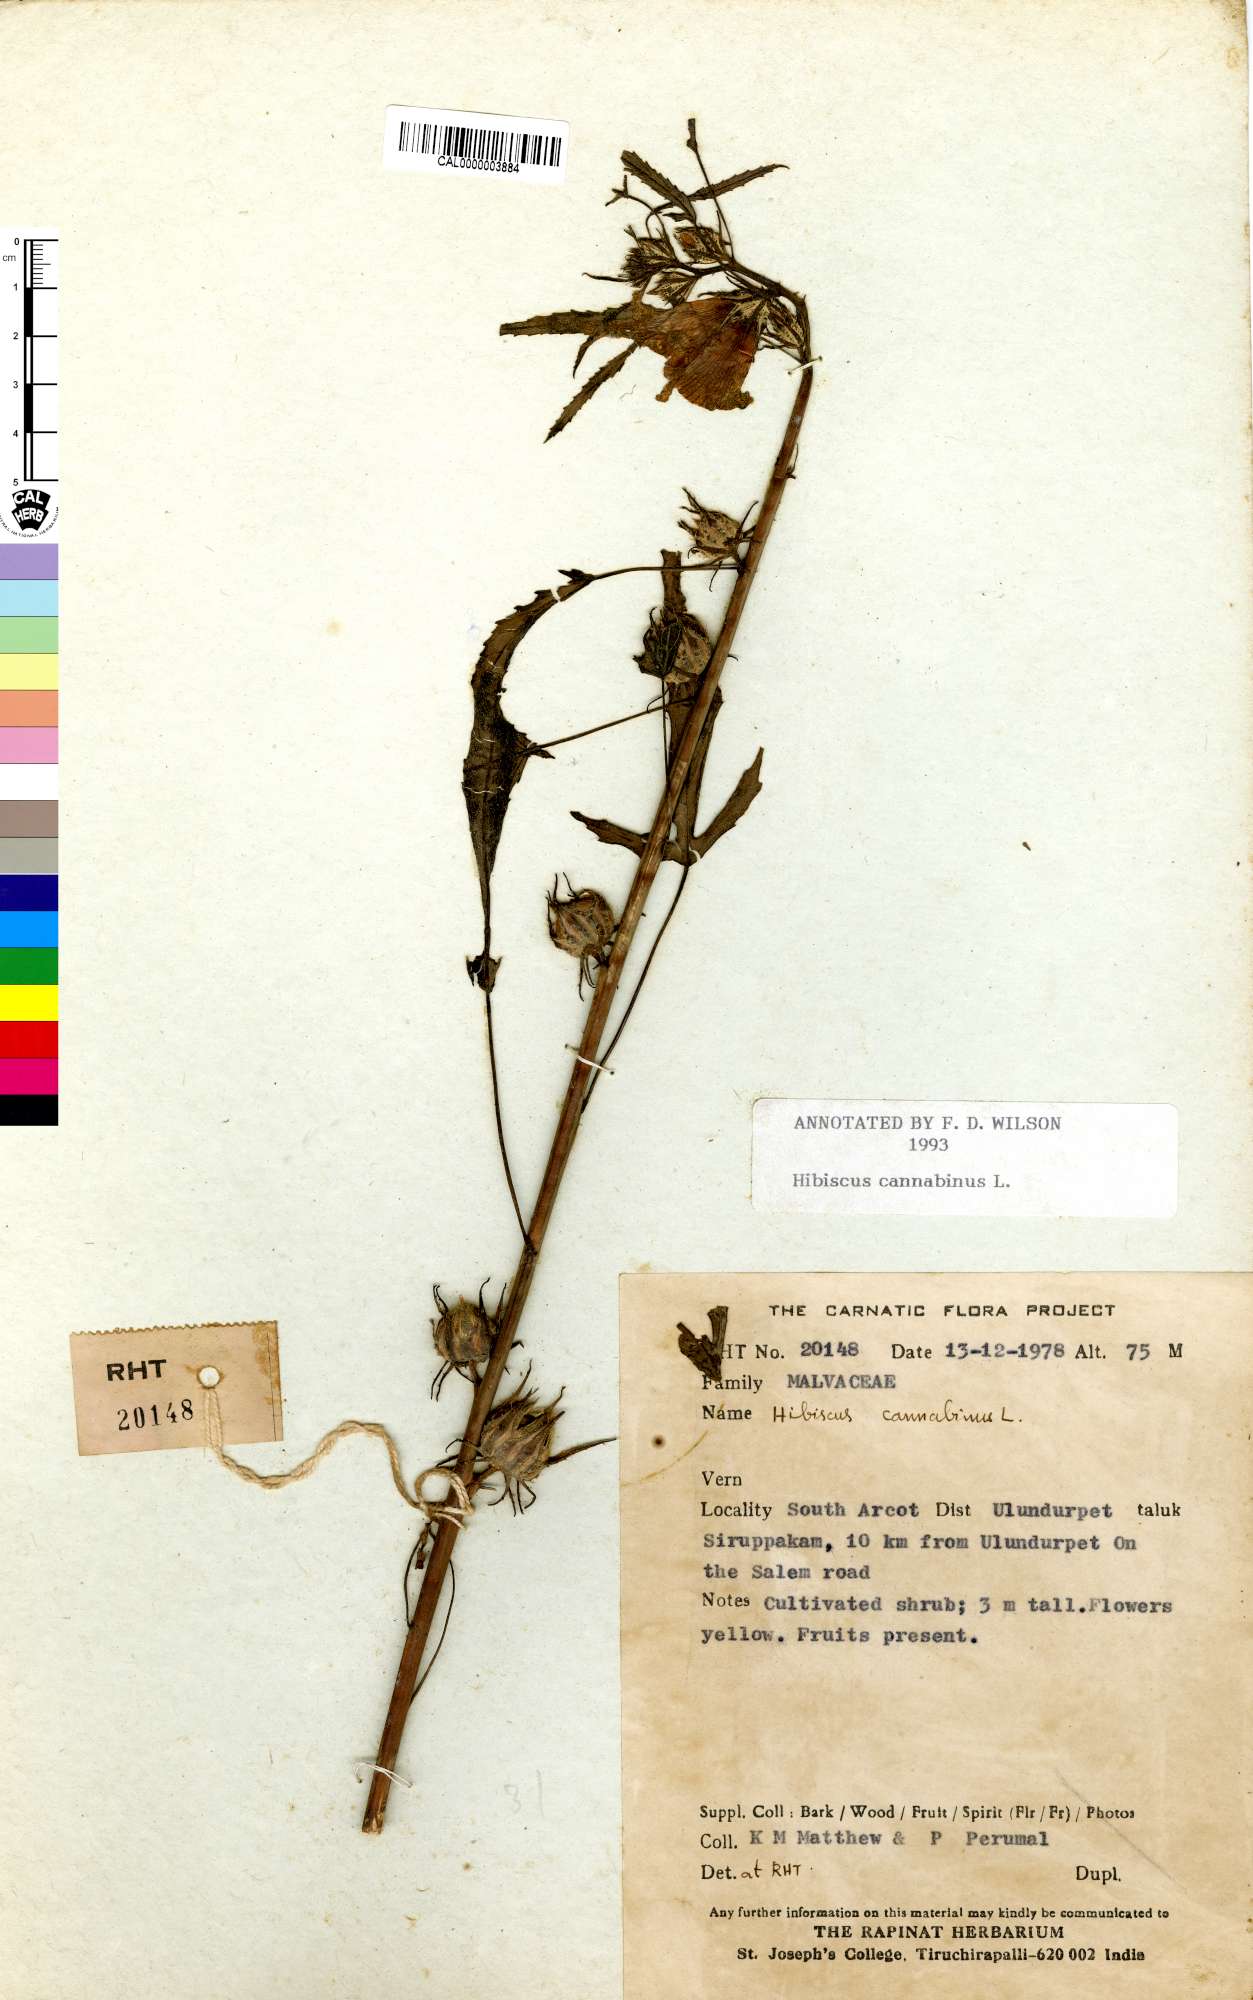 CAL0000003884
0
cm
1
2
3
4
5
CAL
HERB
ANNOTATED BY F. D. WILSON
1993
Hibiscus cannabinus L.
THE CARNATIC FLORA PROJECT
HT No. 20148 Date 13-12-1978 Alt. 75 M
Family MALVACEAE
Name Hibiscus cannabinus L.
Vern
Locality South Arcot Dist Ulundurpet taluk
Siruppakam, 10 km from Ulundurpet On
the Salem road
Notes Cultivated shrub; 3 m tall.Flowers
yellow. Fruits present.
Suppl. Coll : Bark / Wood / Fruit / Spirit (Flr / Fr) / Photos
Coll. K M Matthew & P Perumal
Det. at RHT.
Dupl.
Any further information on this material may kindly be communicated to
THE RAPINAT HERBARIUM
St. Joseph's College, Tiruchirapalli-620 002 India
RHT
20148
31